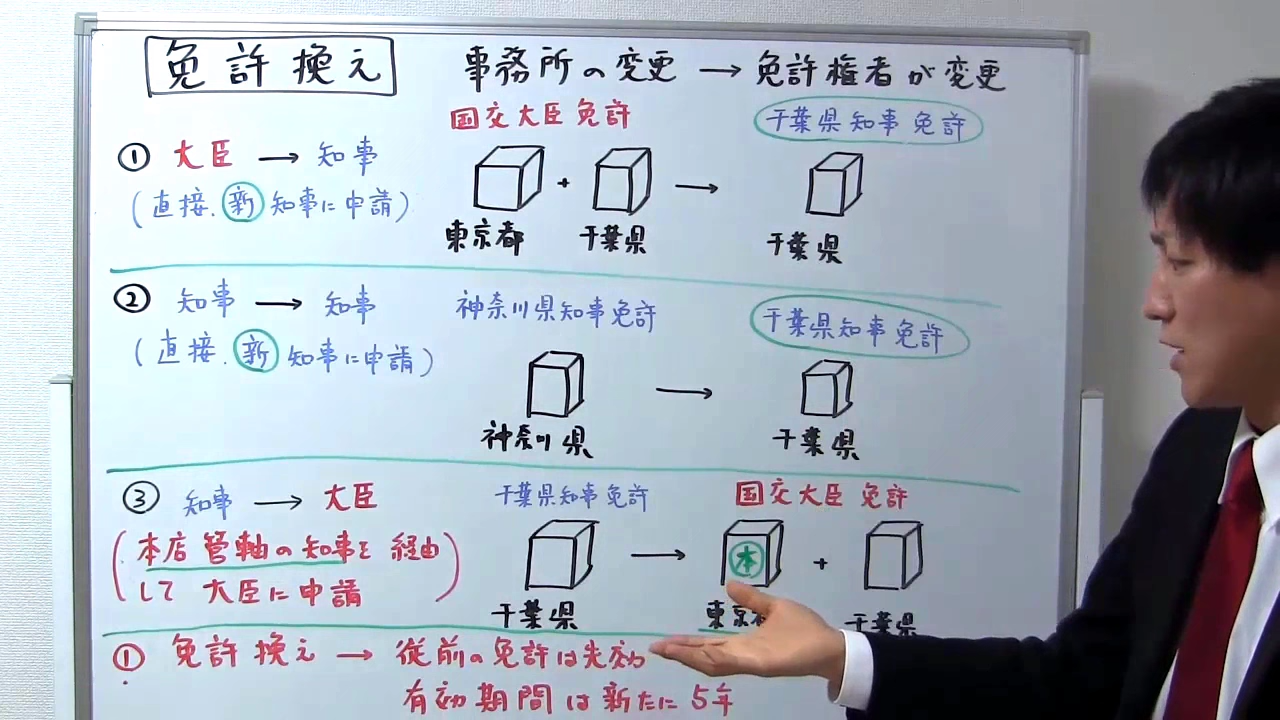 免許換え 事務所の変更 → 免許権者が変更
国交大臣免許 千葉県知事免許
① 大臣 → 知事
(直接、新知事に申請)
+ →
東京都 千葉県 千葉県
② 知事 → 知事 神奈川県知事免許 千葉県知事免許
(直接、新知事に申請)
→
神奈川県 千葉県
③ 知事 → 大臣 千葉県知事免許 国交大臣免許
(本店管轄の知事を経由
して大臣に申請)
→ 本 +
千葉県 東京都 千葉県
! 免許換え → 従前の免許は失効
有効期間は新たに5年